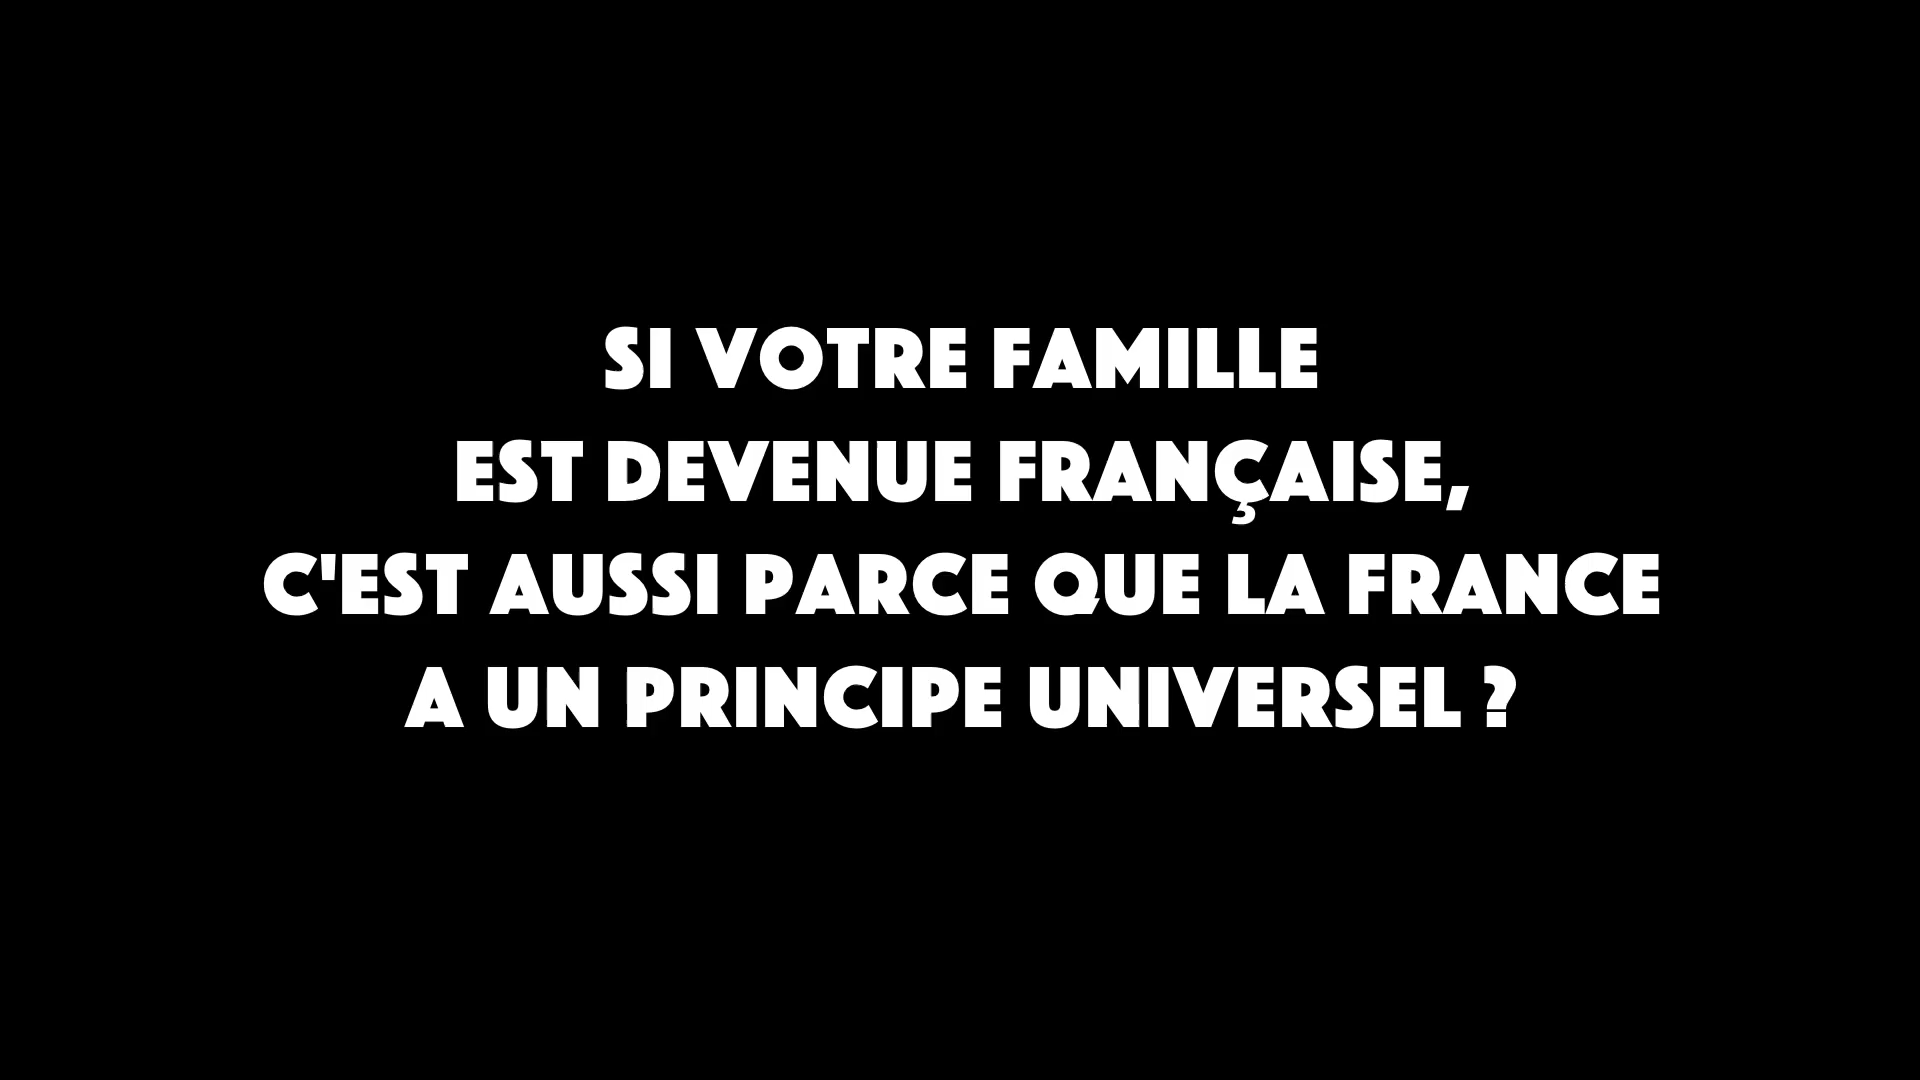 SI VOTRE FAMILLE
EST DEVENUE FRANÇAISE,
C'EST AUSSI PARCE QUE LA FRANCE
A UN PRINCIPE UNIVERSEL ?